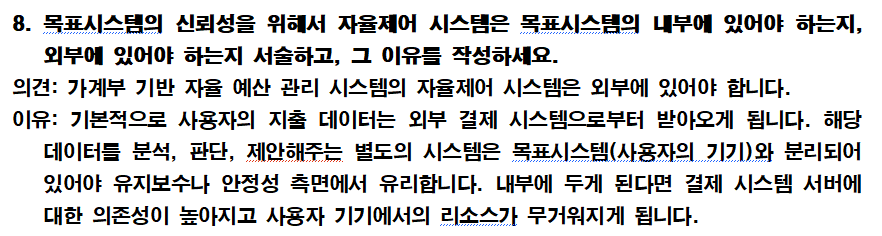 8. 목표시스템의 신뢰성을 위해서 자율제어 시스템은 목표시스템의 내부에 있어야 하는지,
외부에 있어야 하는지 서술하고, 그 이유를 작성하세요.
의견: 가계부 기반 자율 예산 관리 시스템의 자율제어 시스템은 외부에 있어야 합니다.
이유: 기본적으로 사용자의 지출 데이터는 외부 결제 시스템으로부터 받아오게 됩니다. 해당
데이터를 분석, 판단, 제안해주는 별도의 시스템은 목표시스템(사용자의 기기)와 분리되어
있어야 유지보수나 안정성 측면에서 유리합니다. 내부에 두게 된다면 결제 시스템 서버에
대한 의존성이 높아지고 사용자 기기에서의 리소스가 무거워지게 됩니다.